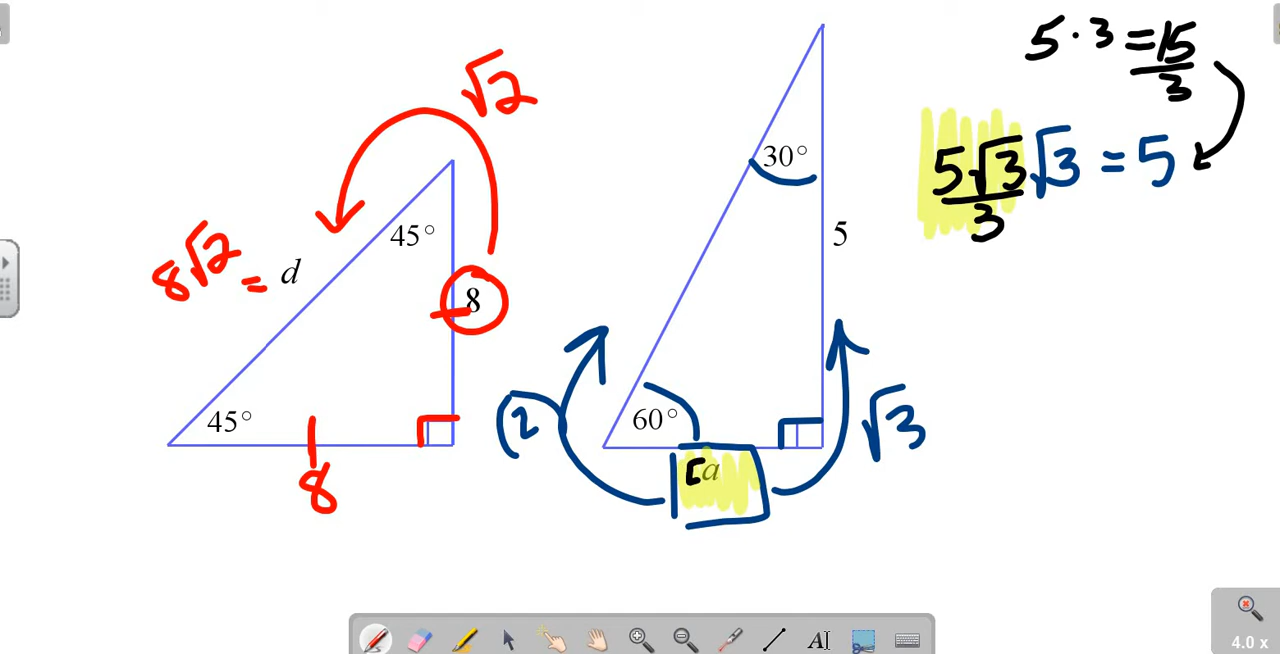 5 · 3 = 15/3
5√3/3 √3 = 5
√2
30°
45°
8√2 = d
5
8
45°
60°
(2
√3
8
[a
AI
4.0 x